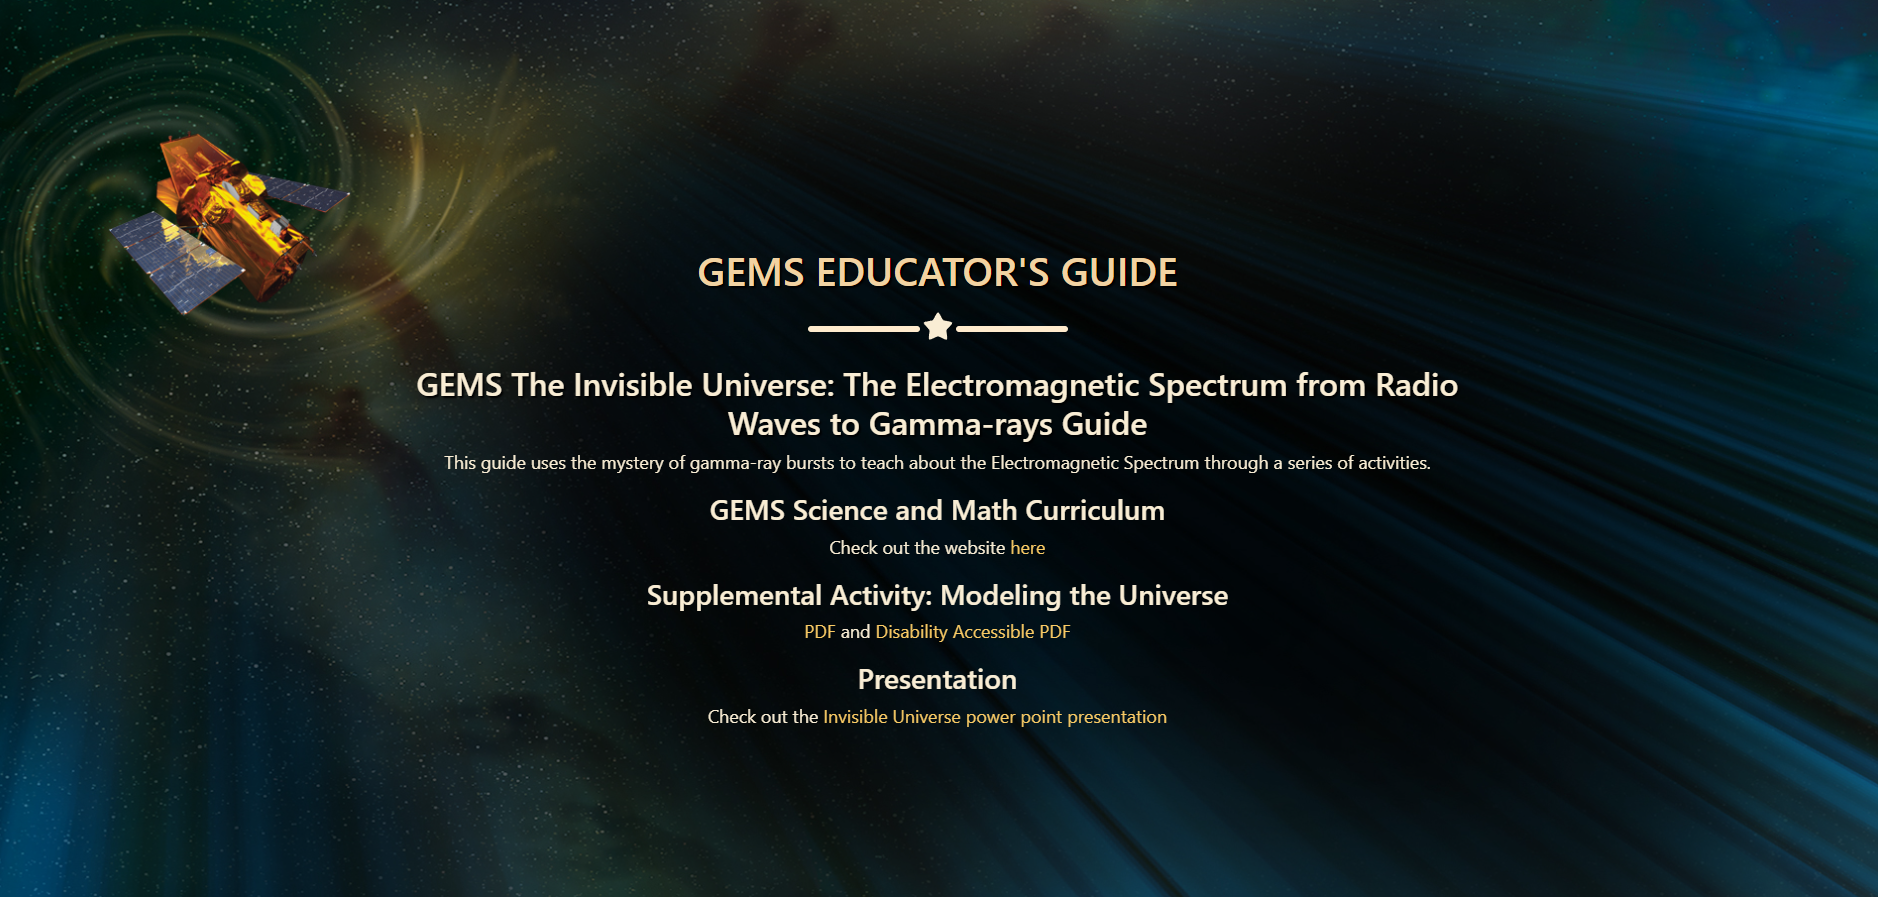 GEMS EDUCATOR'S GUIDE
GEMS The Invisible Universe: The Electromagnetic Spectrum from Radio
Waves to Gamma-rays Guide
This guide uses the mystery of gamma-ray bursts to teach about the Electromagnetic Spectrum through a series of activities.
GEMS Science and Math Curriculum
Check out the website here
Supplemental Activity: Modeling the Universe
PDF and Disability Accessible PDF
Presentation
Check out the Invisible Universe power point presentation